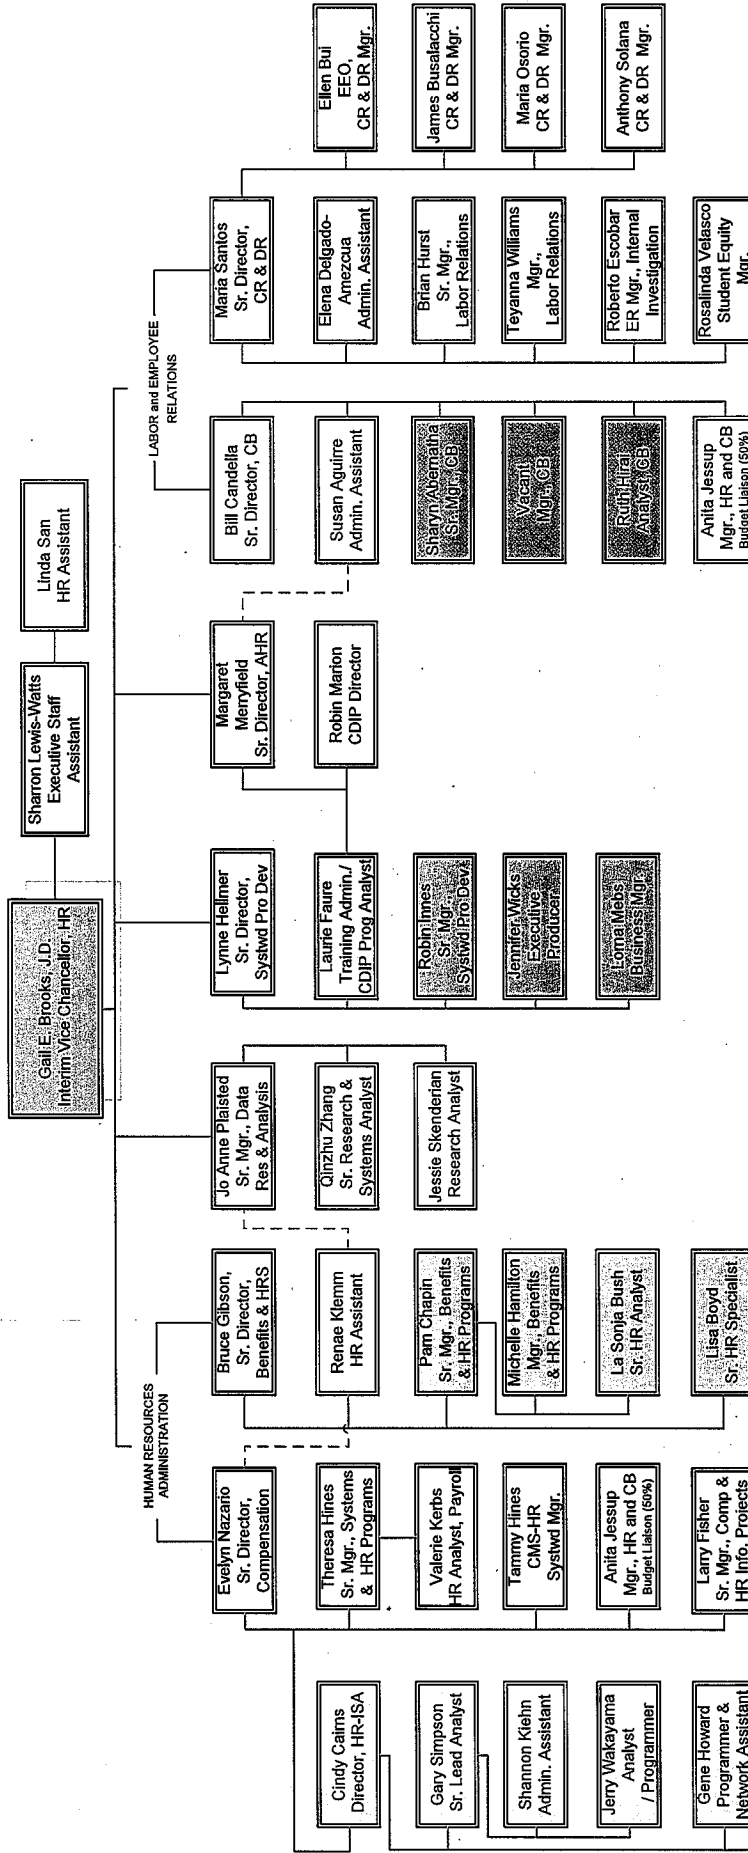 Gail E. Brooks, J.D.
Interim Vice Chancellor, HR
Sharron Lewis-Watts
Executive Staff
Assistant
Linda San
HR Assistant
HUMAN RESOURCES
ADMINISTRATION
LABOR and EMPLOYEE
RELATIONS
Evelyn Nazario
Sr. Director,
Compensation
Bruce Gibson,
Sr. Director,
Benefits & HRS
Jo Anne Plaisted
Sr. Mgr., Data
Res & Analysis
Lynne Hellmer
Sr. Director,
Systwd Pro Dev
Margaret
Merryfield
Sr. Director, AHR
Bill Candella
Sr. Director, CB
Maria Santos
Sr. Director,
CR & DR
Cindy Cairns
Director, HR-ISA
Theresa Hines
Sr. Mgr., Systems
& HR Programs
Renae Klemm
HR Assistant
Qinzhu Zhang
Sr. Research &
Systems Analyst
Laurie Faure
Training Admin./
CDIP Prog Analyst
Robin Marion
CDIP Director
Susan Aguirre
Admin. Assistant
Elena Delgado-
Amezcua
Admin. Assistant
Ellen Bui
EEO,
CR & DR Mgr.
Gary Simpson
Sr. Lead Analyst
Valerie Kerbs
HR Analyst, Payroll
Pam Chapin
Sr. Mgr., Benefits
& HR Programs
Jessie Skenderian
Research Analyst
Robin Innes
Sr. Mgr.,
Systwd Pro Dev
Sharyn Abernatha
Sr. Mgr., CB
Brian Hurst
Sr. Mgr.,
Labor Relations
James Busalacchi
CR & DR Mgr.
Shannon Kiehn
Admin. Assistant
Tammy Hines
CMS-HR
Systwd Mgr.
Michelle Hamilton
Mgr., Benefits
& HR Programs
Jennifer Wicks
Executive
Producer
Vacant
Mgr., CB
Teyanna Williams
Mgr.,
Labor Relations
Maria Osorio
CR & DR Mgr.
Jerry Wakayama
Analyst
/ Programmer
Anita Jessup
Mgr., HR and CB
Budget Liaison (50%)
La Sonja Bush
Sr. HR Analyst
Lorna Mebs
Business Mgr.
Ruth Hirai
Analyst, CB
Roberto Escobar
ER Mgr., Internal
Investigation
Anthony Solana
CR & DR Mgr.
Gene Howard
Programmer &
Network Assistant
Larry Fisher
Sr. Mgr., Comp &
HR Info. Projects
Lisa Boyd
Sr. HR Specialist
Anita Jessup
Mgr., HR and CB
Budget Liaison (50%)
Rosalinda Velasco
Student Equity
Mgr.